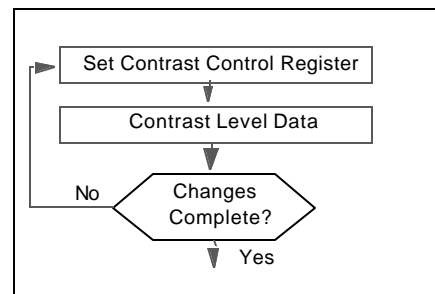 Set Contrast Control Register
Contrast Level Data
No
Changes
Complete?
Yes